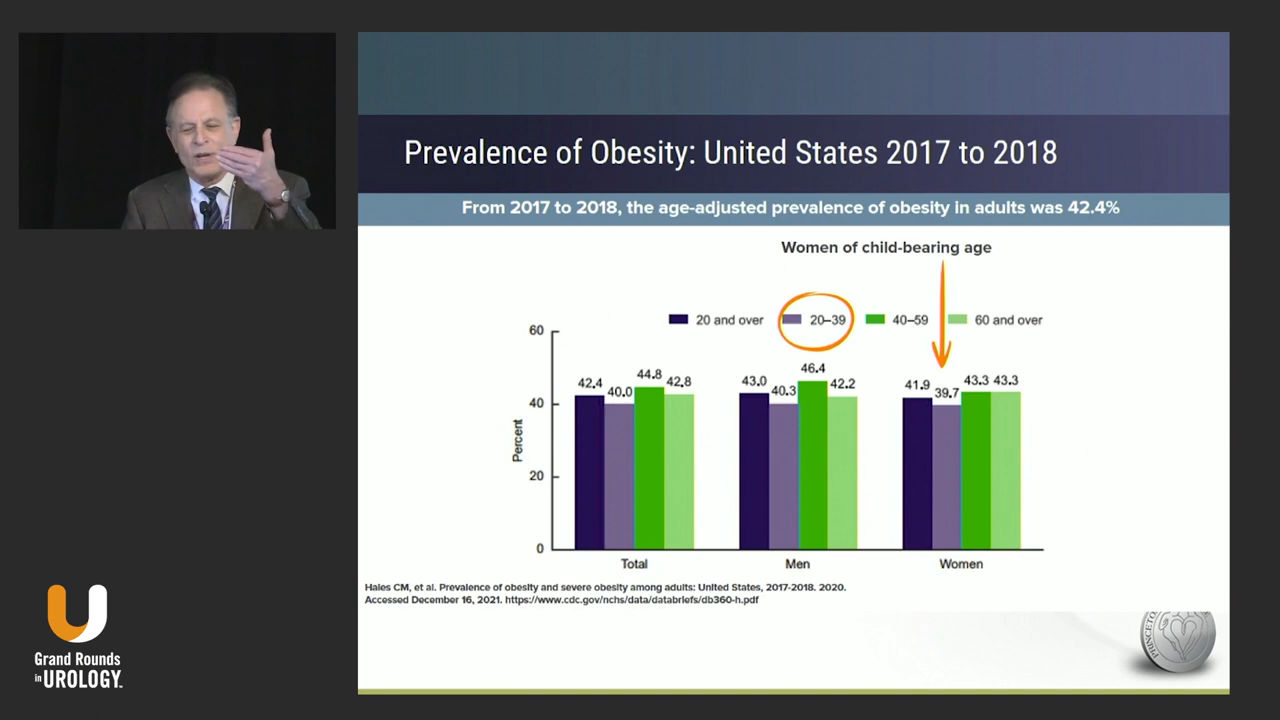 Prevalence of Obesity: United States 2017 to 2018
From 2017 to 2018, the age-adjusted prevalence of obesity in adults was 42.4%
Women of child-bearing age
20 and over 20–39 40–59 60 and over
60
40
20
0
Percent
42.4 40.0 44.8 42.8
43.0 40.3 46.4 42.2
41.9 39.7 43.3 43.3
Total Men Women
Hales CM, et al. Prevalence of obesity and severe obesity among adults: United States, 2017-2018. 2020.
Accessed December 16, 2021. https://www.cdc.gov/nchs/data/databriefs/db360-h.pdf
Grand Rounds
in UROLOGY